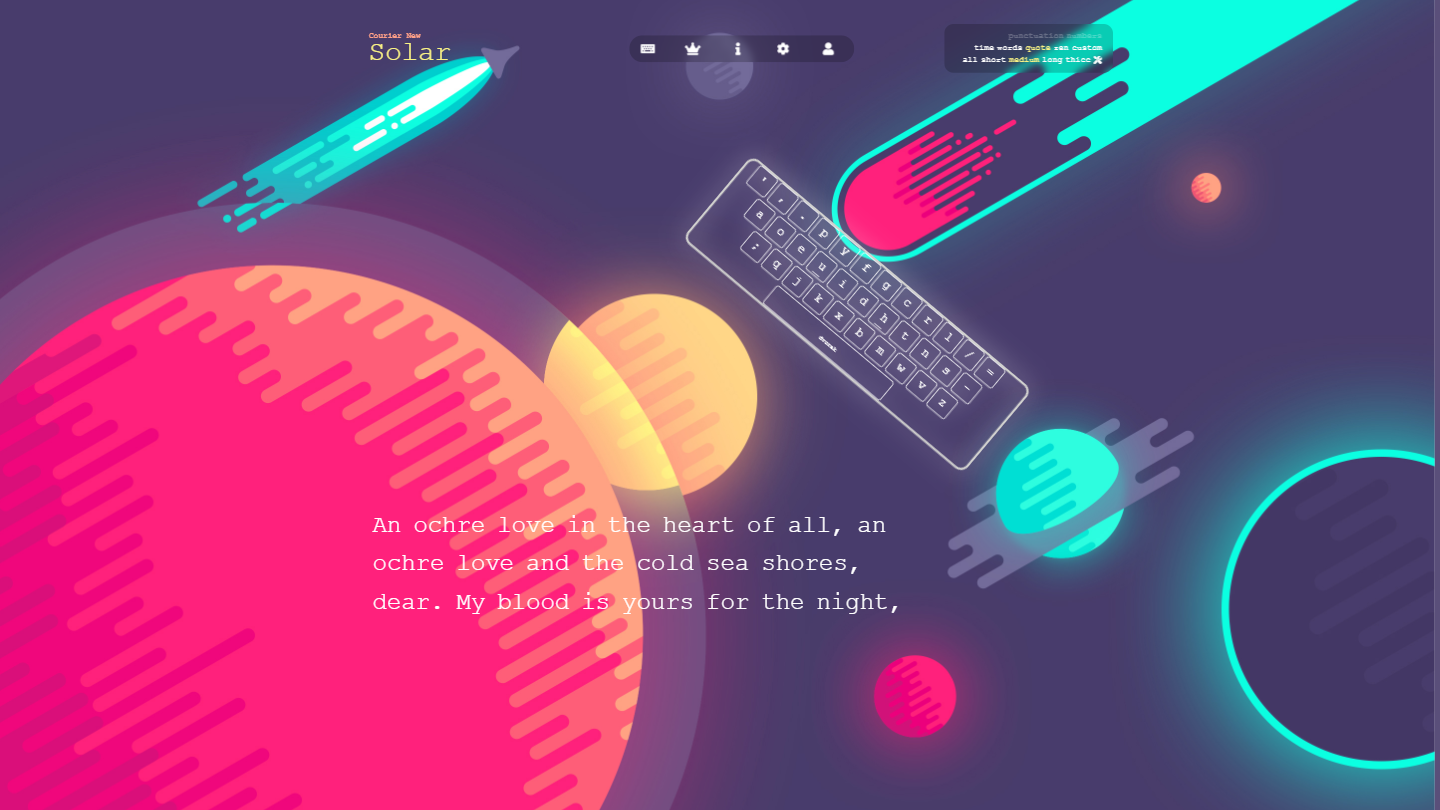 Courier New
Solar
punctuation numbers
time words quote zen custom
all short medium long thicc
' , . p y f g c r l / =
a o e u i d h t n s -
; q j k x b m w v z
dvorak
An ochre love in the heart of all, an
ochre love and the cold sea shores,
dear. My blood is yours for the night,